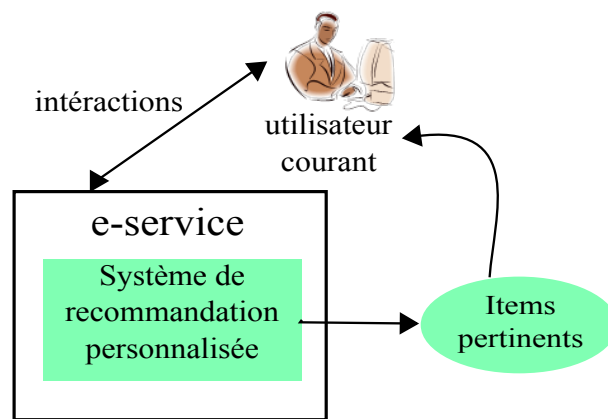 intéractions
utilisateur
courant
e-service
Système de
recommandation
personnalisée
Items
pertinents